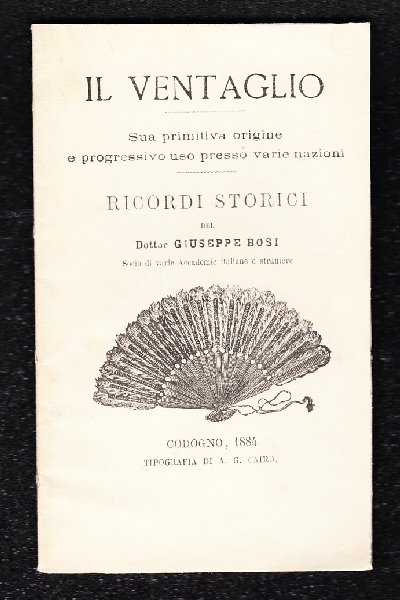 IL VENTAGLIO
Sua primitiva origine
e progressivo uso presso varie nazioni
RICORDI STORICI
DEL
Dottor GIUSEPPE BOSI
Socio di varie Accademie italiane e straniere
CODOGNO, 1884
TIPOGRAFIA DI A. G. CAIRO.